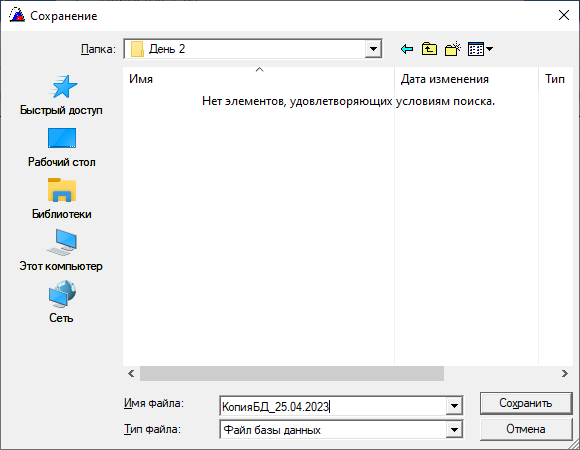 Сохранение
Папка: День 2
Имя Дата изменения Тип
Нет элементов, удовлетворяющих условиям поиска.
Быстрый доступ
Рабочий стол
Библиотеки
Этот компьютер
Сеть
Имя файла: КопияБД_25.04.2023 Сохранить
Тип файла: Файл базы данных Отмена